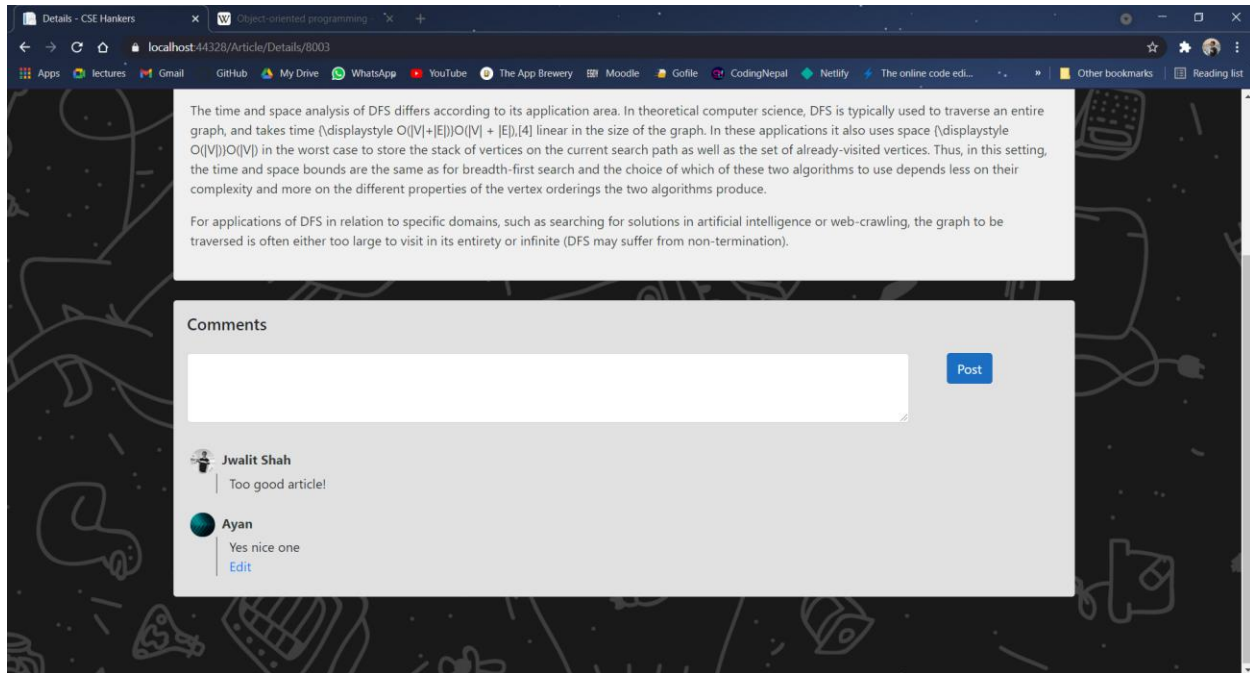 Details - CSE Hankers
Object-oriented programming -
localhost:44328/Article/Details/8003
Apps lectures Gmail GitHub My Drive WhatsApp YouTube The App Brewery Moodle Gofile CodingNepal Netlify The online code edi... » Other bookmarks Reading list
The time and space analysis of DFS differs according to its application area. In theoretical computer science, DFS is typically used to traverse an entire
graph, and takes time {\displaystyle O(|V|+|E|)}O(|V| + |E|),[4] linear in the size of the graph. In these applications it also uses space {\displaystyle
O(|V|)}O(|V|) in the worst case to store the stack of vertices on the current search path as well as the set of already-visited vertices. Thus, in this setting,
the time and space bounds are the same as for breadth-first search and the choice of which of these two algorithms to use depends less on their
complexity and more on the different properties of the vertex orderings the two algorithms produce.
For applications of DFS in relation to specific domains, such as searching for solutions in artificial intelligence or web-crawling, the graph to be
traversed is often either too large to visit in its entirety or infinite (DFS may suffer from non-termination).
Comments
Post
Jwalit Shah
Too good article!
Ayan
Yes nice one
Edit